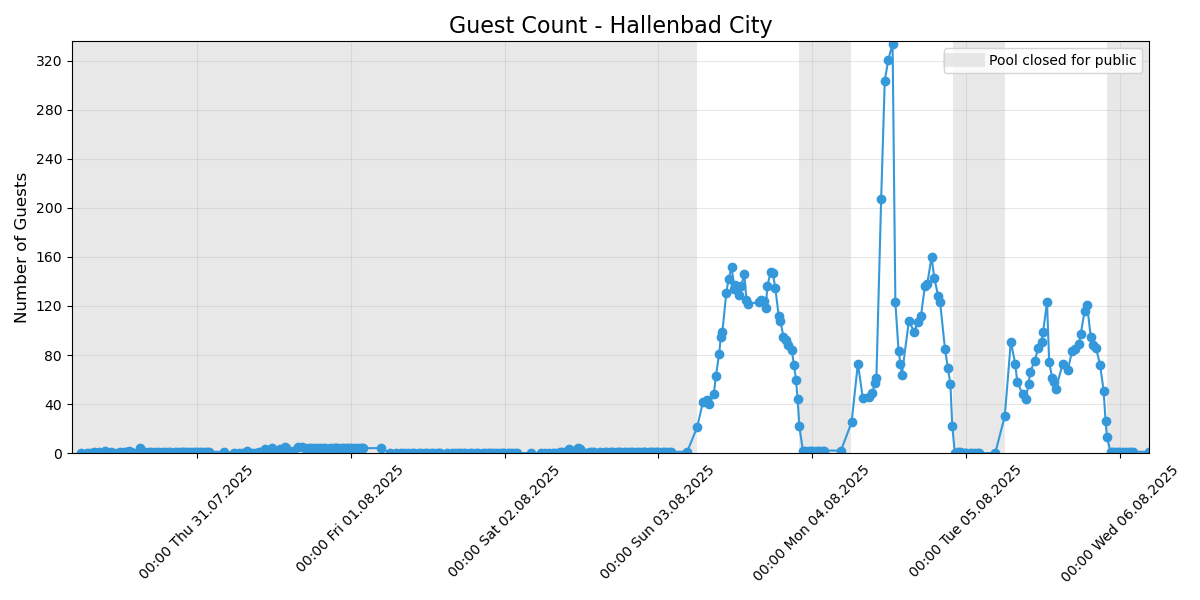 Guest Count - Hallenbad City
Pool closed for public
Number of Guests
320
280
240
200
160
120
80
40
0
00:00 Thu 31.07.2025
00:00 Fri 01.08.2025
00:00 Sat 02.08.2025
00:00 Sun 03.08.2025
00:00 Mon 04.08.2025
00:00 Tue 05.08.2025
00:00 Wed 06.08.2025